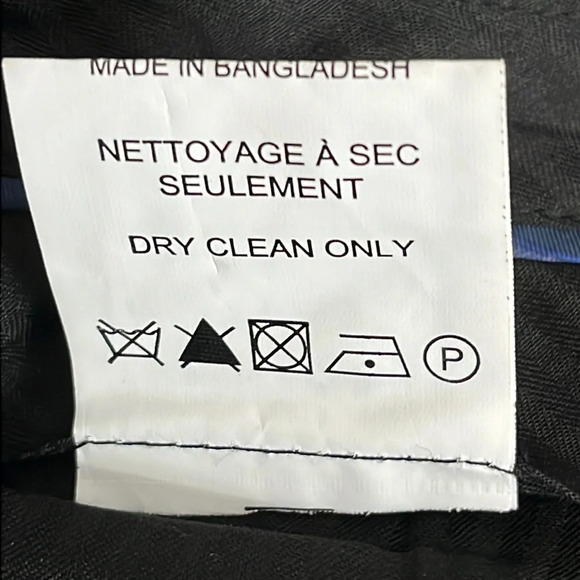 MADE IN BANGLADESH
NETTOYAGE À SEC
SEULEMENT
DRY CLEAN ONLY
P